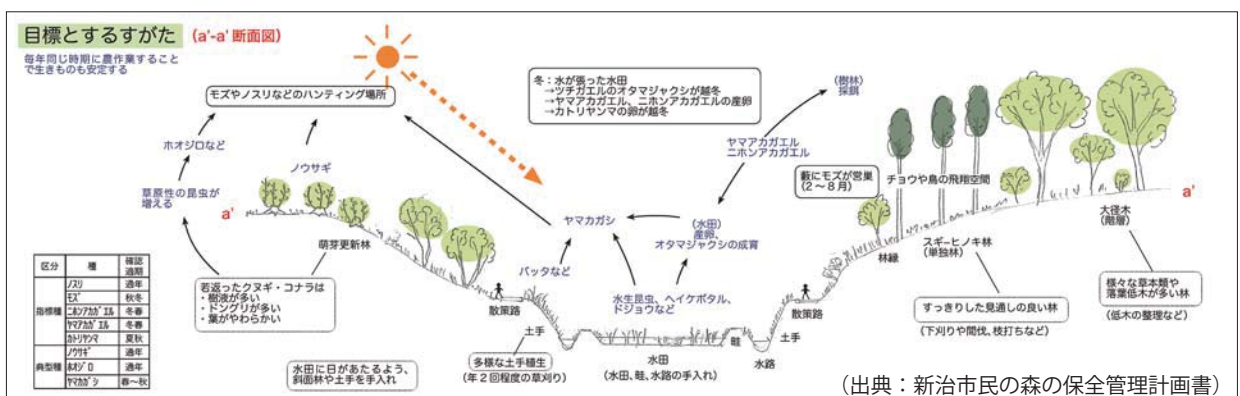 目標とするすがた (a'-a' 断面図)
毎年同じ時期に農作業すること
で生きものも安定する
モズやノスリなどのハンティング場所
ホオジロなど
ノウサギ
草原性の昆虫が
増える
a'
萌芽更新林
若返ったクヌギ・コナラは
・樹液が多い
・ドングリが多い
・葉がやわらかい
区分 種 確認適期
指標種 ノスリ 通年
モズ 秋冬
ニホンアカガエル 冬春
ヤマアカガエル 冬春
カトリヤンマ 夏秋
典型種 ノウサギ 通年
ホオジロ 通年
ヤマカガシ 春〜秋
水田に日があたるよう、
斜面林や土手を手入れ
冬:水が張った水田
→ツチガエルのオタマジャクシが越冬
→ヤマアカガエル、ニホンアカガエルの産卵
→カトリヤンマの卵が越冬
(樹林)
採餌
ヤマアカガエル
ニホンアカガエル
ヤマカガシ
(水田)
産卵、
オタマジャクシの成育
バッタなど
水生昆虫、ヘイケボタル、
ドジョウなど
散策路
土手
多様な土手植生
(年2回程度の草刈り)
水田
(水田、畦、水路の手入れ)
畦
水路
土手
散策路
藪にモズが営巣
(2〜8月)
チョウや鳥の飛翔空間
林縁
スギーヒノキ林
(単独林)
すっきりした見通しの良い林
(下刈りや間伐、枝打ちなど)
a'
大径木
(階層)
様々な草本類や
落葉低木が多い林
(低木の整理など)
(出典:新治市民の森の保全管理計画書)